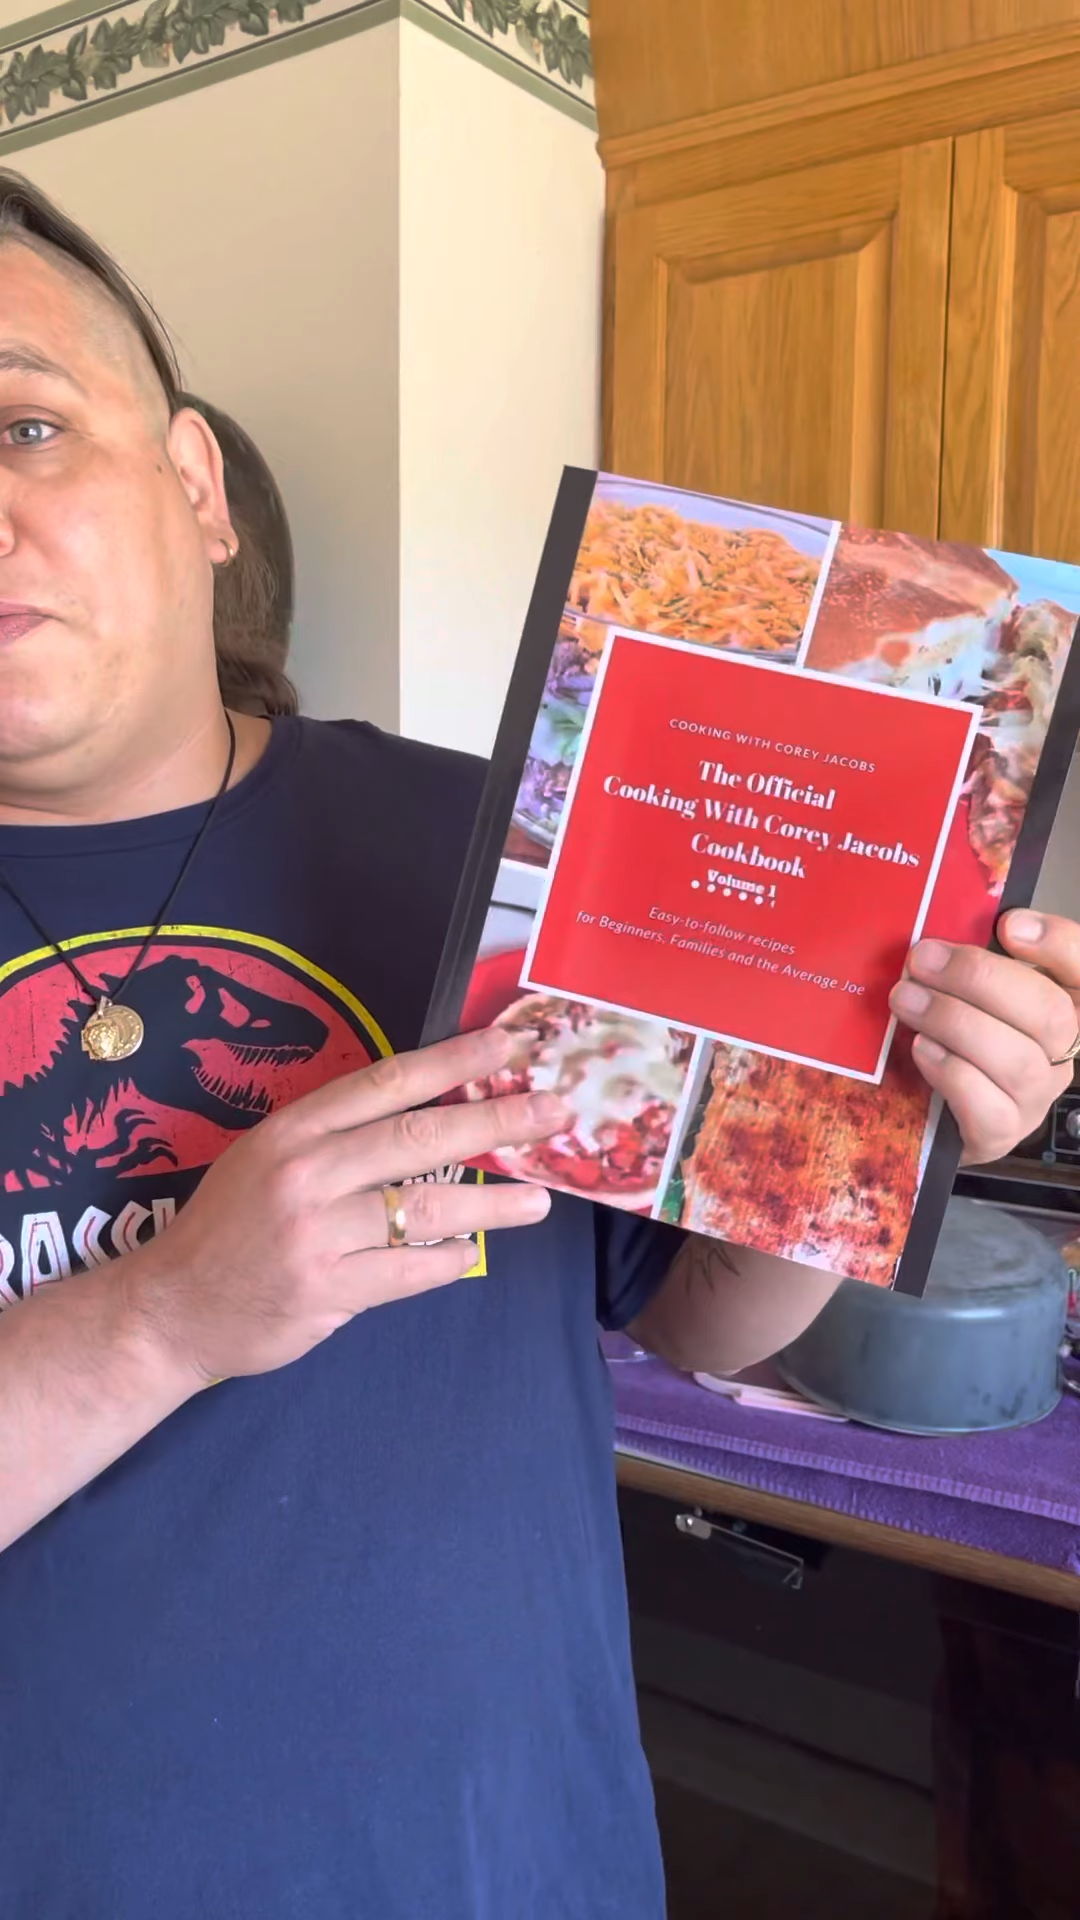 COOKING WITH COREY JACOBS
The Official
Cooking With Corey Jacobs
Cookbook
Volume 1
Easy-to-follow recipes
for Beginners, Families and the Average Joe